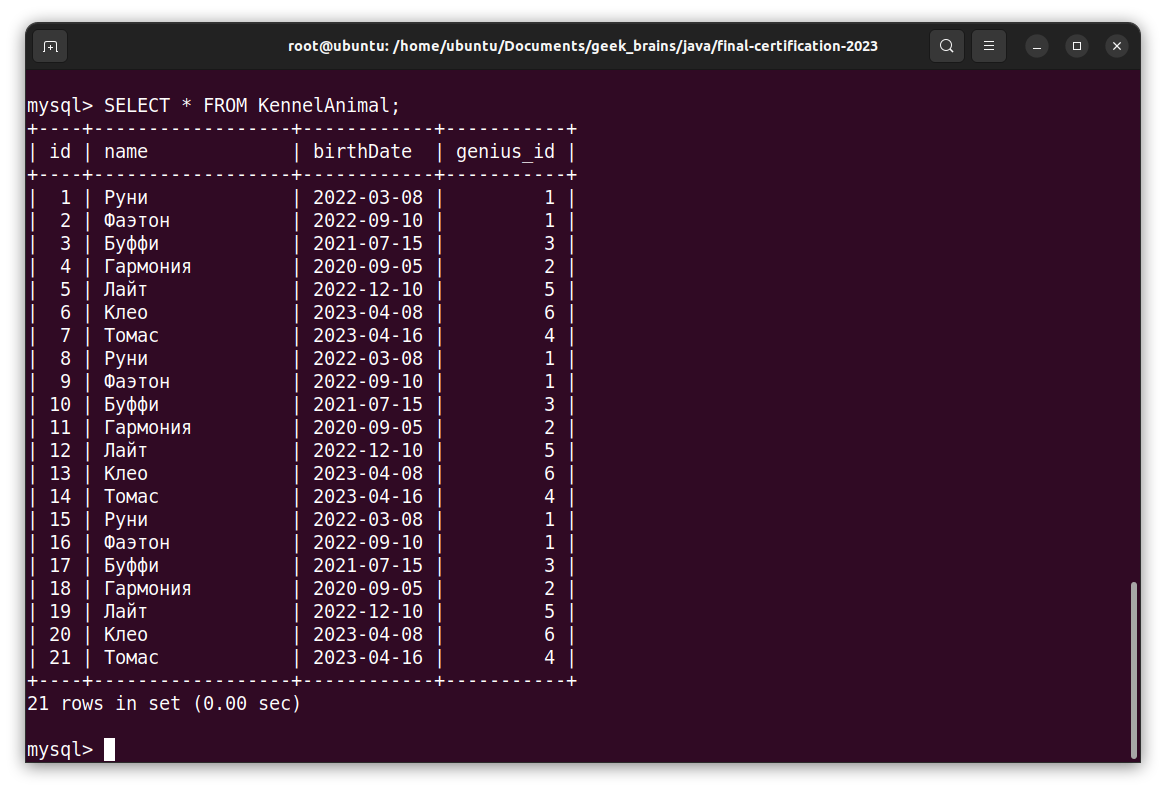 root@ubuntu: /home/ubuntu/Documents/geek_brains/java/final-certification-2023
mysql> SELECT * FROM KennelAnimal;
+----+------------------+------------+-----------+
| id | name             | birthDate  | genius_id |
+----+------------------+------------+-----------+
|  1 | Руни             | 2022-03-08 |         1 |
|  2 | Фаэтон           | 2022-09-10 |         1 |
|  3 | Буффи            | 2021-07-15 |         3 |
|  4 | Гармония         | 2020-09-05 |         2 |
|  5 | Лайт             | 2022-12-10 |         5 |
|  6 | Клео             | 2023-04-08 |         6 |
|  7 | Томас            | 2023-04-16 |         4 |
|  8 | Руни             | 2022-03-08 |         1 |
|  9 | Фаэтон           | 2022-09-10 |         1 |
| 10 | Буффи            | 2021-07-15 |         3 |
| 11 | Гармония         | 2020-09-05 |         2 |
| 12 | Лайт             | 2022-12-10 |         5 |
| 13 | Клео             | 2023-04-08 |         6 |
| 14 | Томас            | 2023-04-16 |         4 |
| 15 | Руни             | 2022-03-08 |         1 |
| 16 | Фаэтон           | 2022-09-10 |         1 |
| 17 | Буффи            | 2021-07-15 |         3 |
| 18 | Гармония         | 2020-09-05 |         2 |
| 19 | Лайт             | 2022-12-10 |         5 |
| 20 | Клео             | 2023-04-08 |         6 |
| 21 | Томас            | 2023-04-16 |         4 |
+----+------------------+------------+-----------+
21 rows in set (0.00 sec)
mysql>